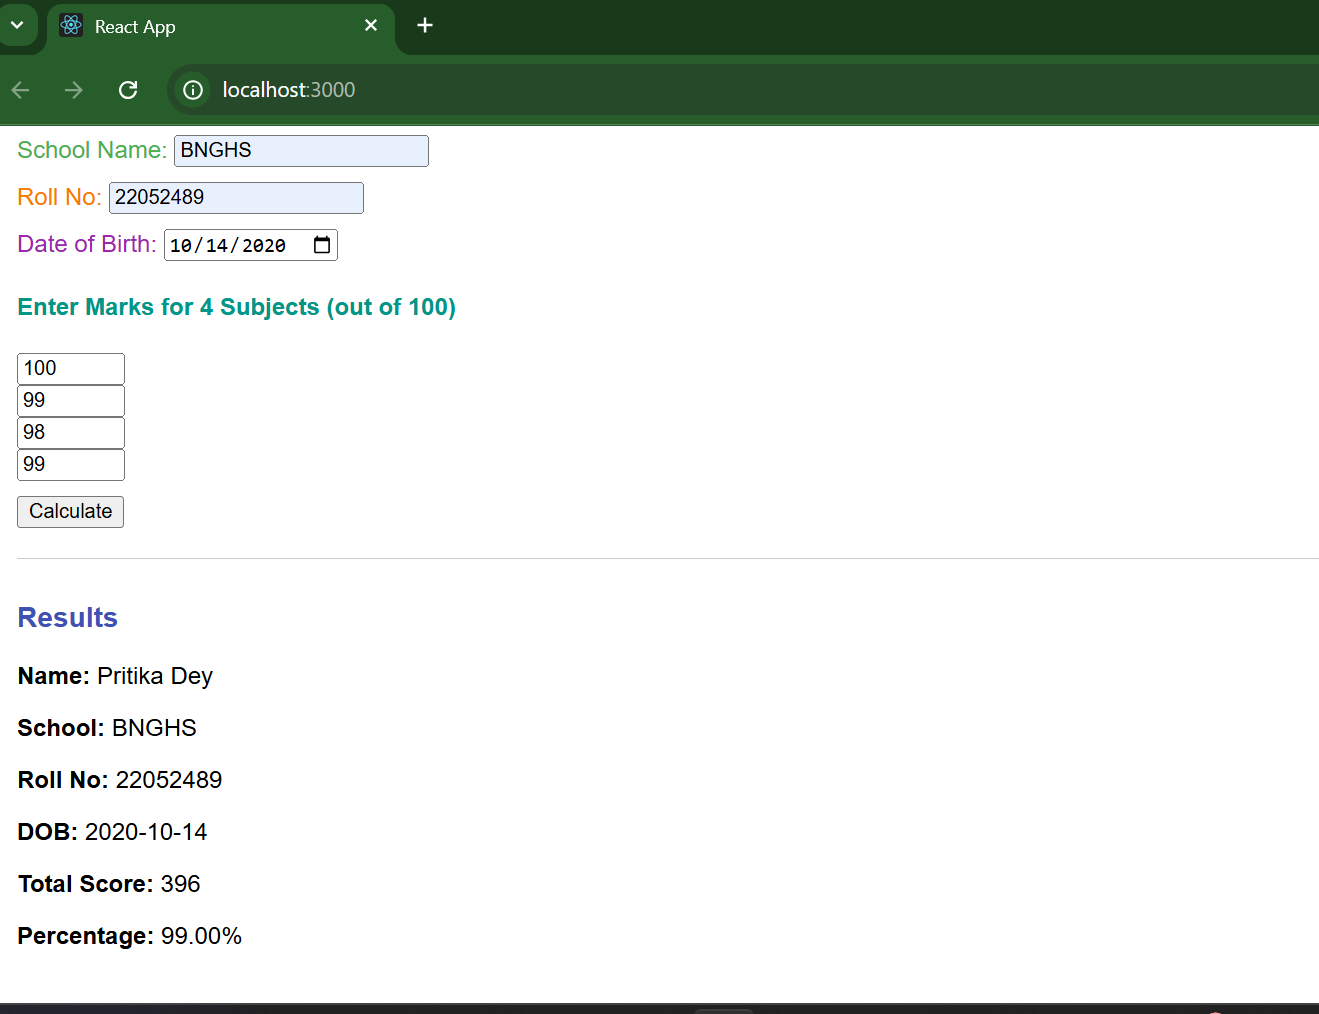 React App
localhost:3000
School Name: BNGHS
Roll No: 22052489
Date of Birth: 10/14/2020
Enter Marks for 4 Subjects (out of 100)
100
99
98
99
Calculate
Results
Name: Pritika Dey
School: BNGHS
Roll No: 22052489
DOB: 2020-10-14
Total Score: 396
Percentage: 99.00%